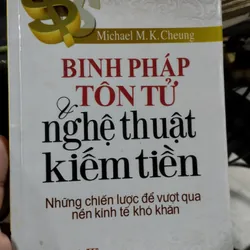 Michael M.K. Cheung
BINH PHÁP
TÔN TỬ
& nghệ thuật
kiếm tiền
Những chiến lược để vượt qua
nền kinh tế khó khăn